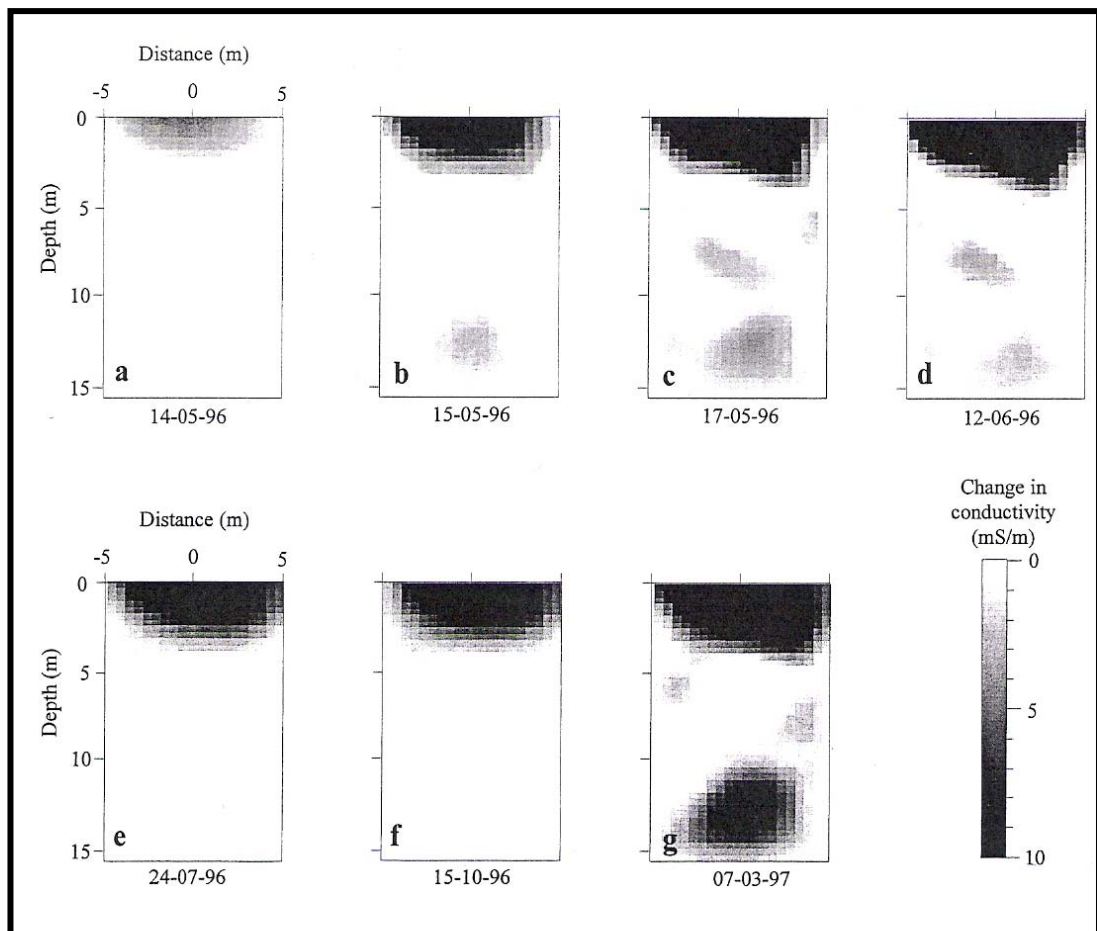 Distance (m)
-5 0 5
0
5
10
15
Depth (m)
a
b
c
d
14-05-96
15-05-96
17-05-96
12-06-96
Distance (m)
-5 0 5
0
5
10
15
Depth (m)
e
f
g
24-07-96
15-10-96
07-03-97
Change in
conductivity
(mS/m)
0
5
10